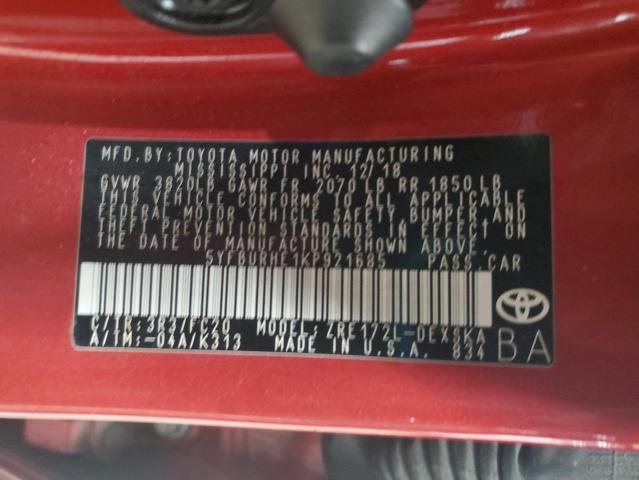 MFD. BY: TOYOTA MOTOR MANUFACTURING
MISSISSIPPI INC. 12/18
GVWR 3820LB GAWR FR 2070 LB RR 1850 LB
THIS VEHICLE CONFORMS TO ALL APPLICABLE
FEDERAL MOTOR VEHICLE SAFETY, BUMPER, AND
THEFT PREVENTION STANDARDS IN EFFECT ON
THE DATE OF MANUFACTURE SHOWN ABOVE.
5YFBURHE1KP921685 PASS.CAR
C/TR: 3R3/FC20 MODEL: ZRE172L-DEXSKA
A/TM: -04A/K313 MADE IN U.S.A. 834
BA